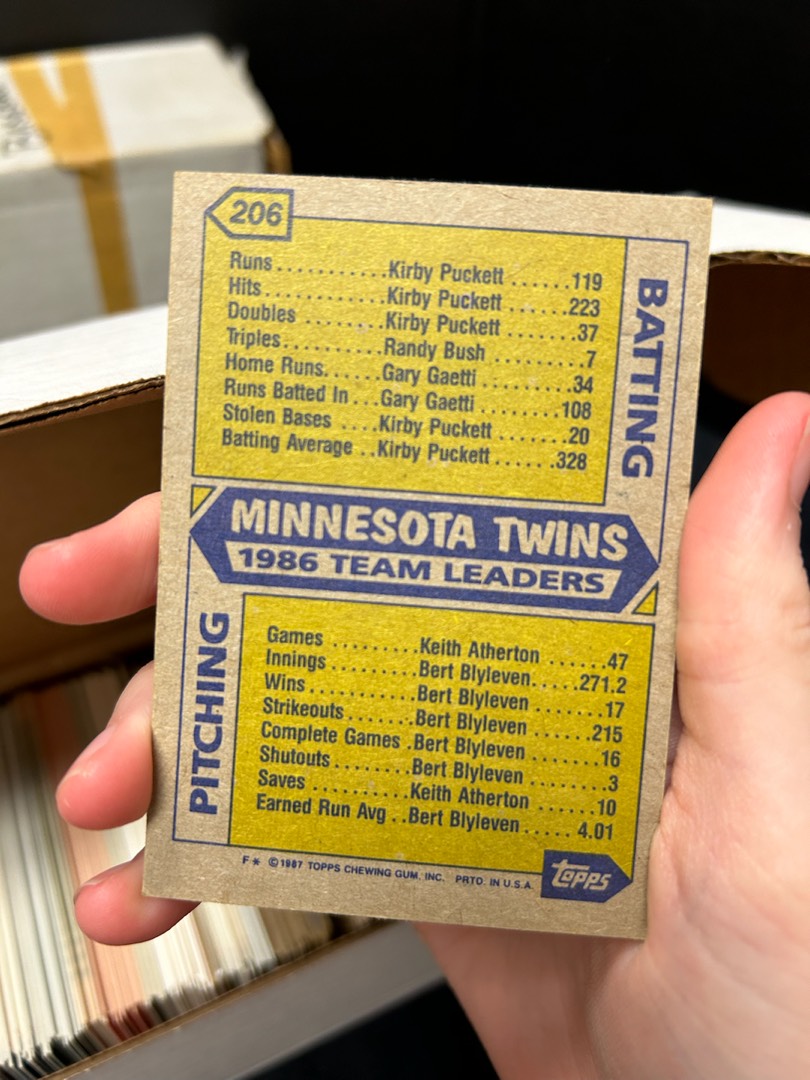 206
Runs...........Kirby Puckett ......119
Hits............Kirby Puckett ......223
Doubles ........Kirby Puckett .......37
Triples.........Randy Bush .........7
Home Runs......Gary Gaetti ........34
Runs Batted In...Gary Gaetti ........108
Stolen Bases ....Kirby Puckett .......20
Batting Average ..Kirby Puckett......328
BATTING
MINNESOTA TWINS
1986 TEAM LEADERS
PITCHING
Games .........Keith Atherton ......47
Innings.........Bert Blyleven.....271.2
Wins...........Bert Blyleven .......17
Strikeouts.......Bert Blyleven ......215
Complete Games .Bert Blyleven ......16
Shutouts........Bert Blyleven ........3
Saves ..........Keith Atherton ......10
Earned Run Avg ..Bert Blyleven ..... 4.01
F* ©1987 TOPPS CHEWING GUM, INC. PRTD. IN U.S.A.
Topps